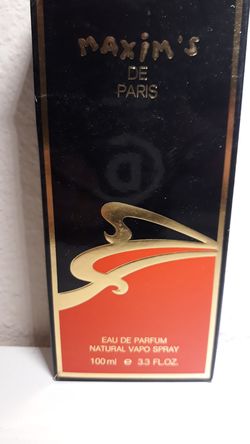 MAXiM'S
DE
PARIS
EAU DE PARFUM
NATURAL VAPO SPRAY
100 ml e 3.3 FL.OZ.